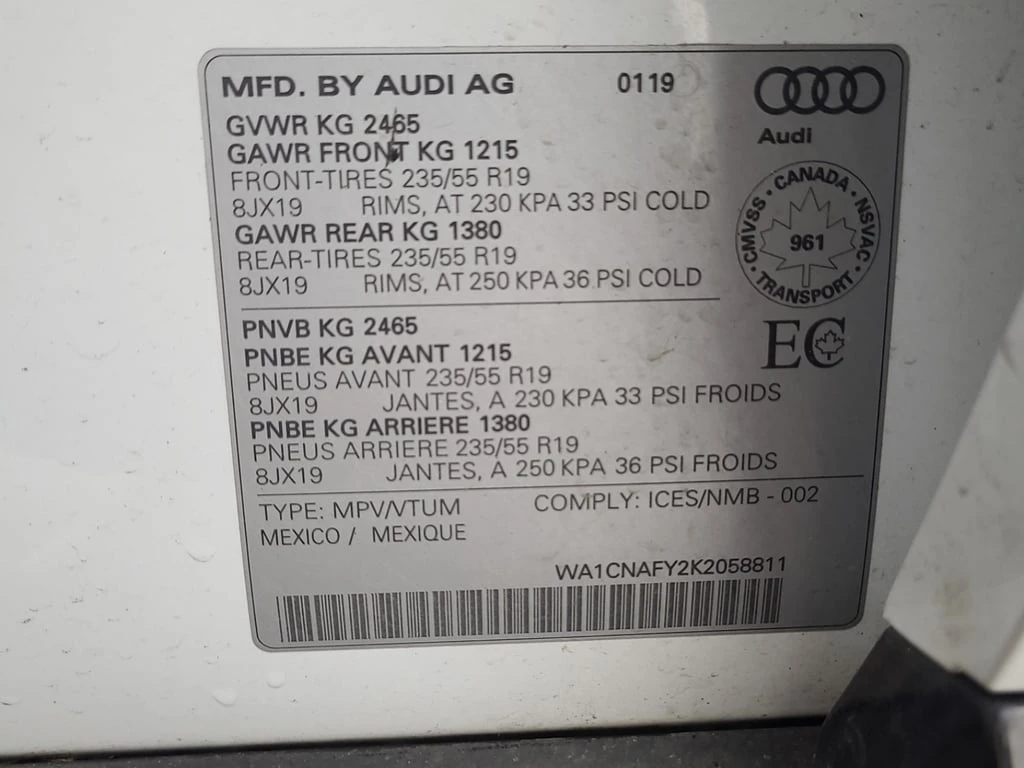 MFD. BY AUDI AG 0119
Audi
GVWR KG 2465
GAWR FRONT KG 1215
FRONT-TIRES 235/55 R19
8JX19 RIMS, AT 230 KPA 33 PSI COLD
GAWR REAR KG 1380
REAR-TIRES 235/55 R19
8JX19 RIMS, AT 250 KPA 36 PSI COLD
CMVSS · CANADA · NSVAC · TRANSPORT ·
961
PNVB KG 2465
PNBE KG AVANT 1215
PNEUS AVANT 235/55 R19
8JX19 JANTES, A 230 KPA 33 PSI FROIDS
PNBE KG ARRIERE 1380
PNEUS ARRIERE 235/55 R19
8JX19 JANTES, A 250 KPA 36 PSI FROIDS
EC
TYPE: MPV/VTUM COMPLY: ICES/NMB - 002
MEXICO / MEXIQUE
WA1CNAFY2K2058811